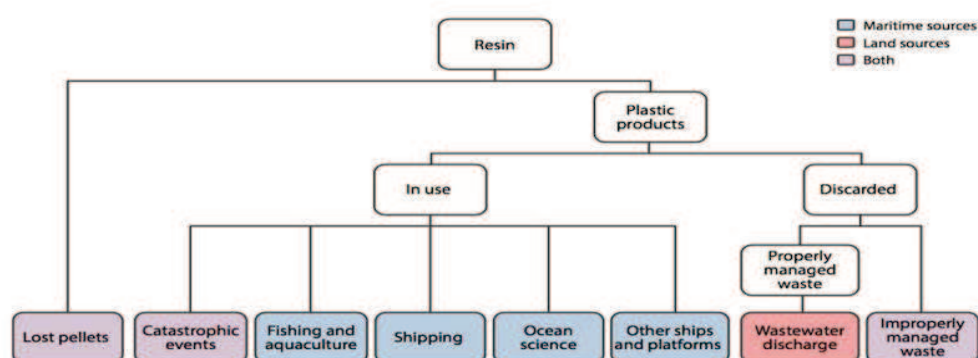 Resin
Maritime sources
Land sources
Both
Plastic
products
In use
Discarded
Properly
managed
waste
Lost pellets
Catastrophic
events
Fishing and
aquaculture
Shipping
Ocean
science
Other ships
and platforms
Wastewater
discharge
Improperly
managed
waste